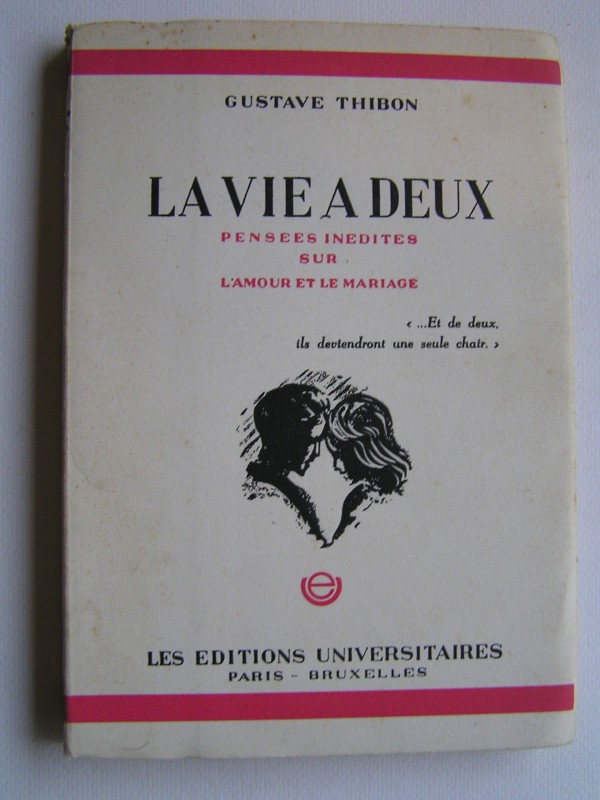 GUSTAVE THIBON
LA VIE A DEUX
PENSEES INEDITES
SUR
L'AMOUR ET LE MARIAGE
‹ ...Et de deux,
ils deviendront une seule chair. ›
ue
LES EDITIONS UNIVERSITAIRES
PARIS - BRUXELLES